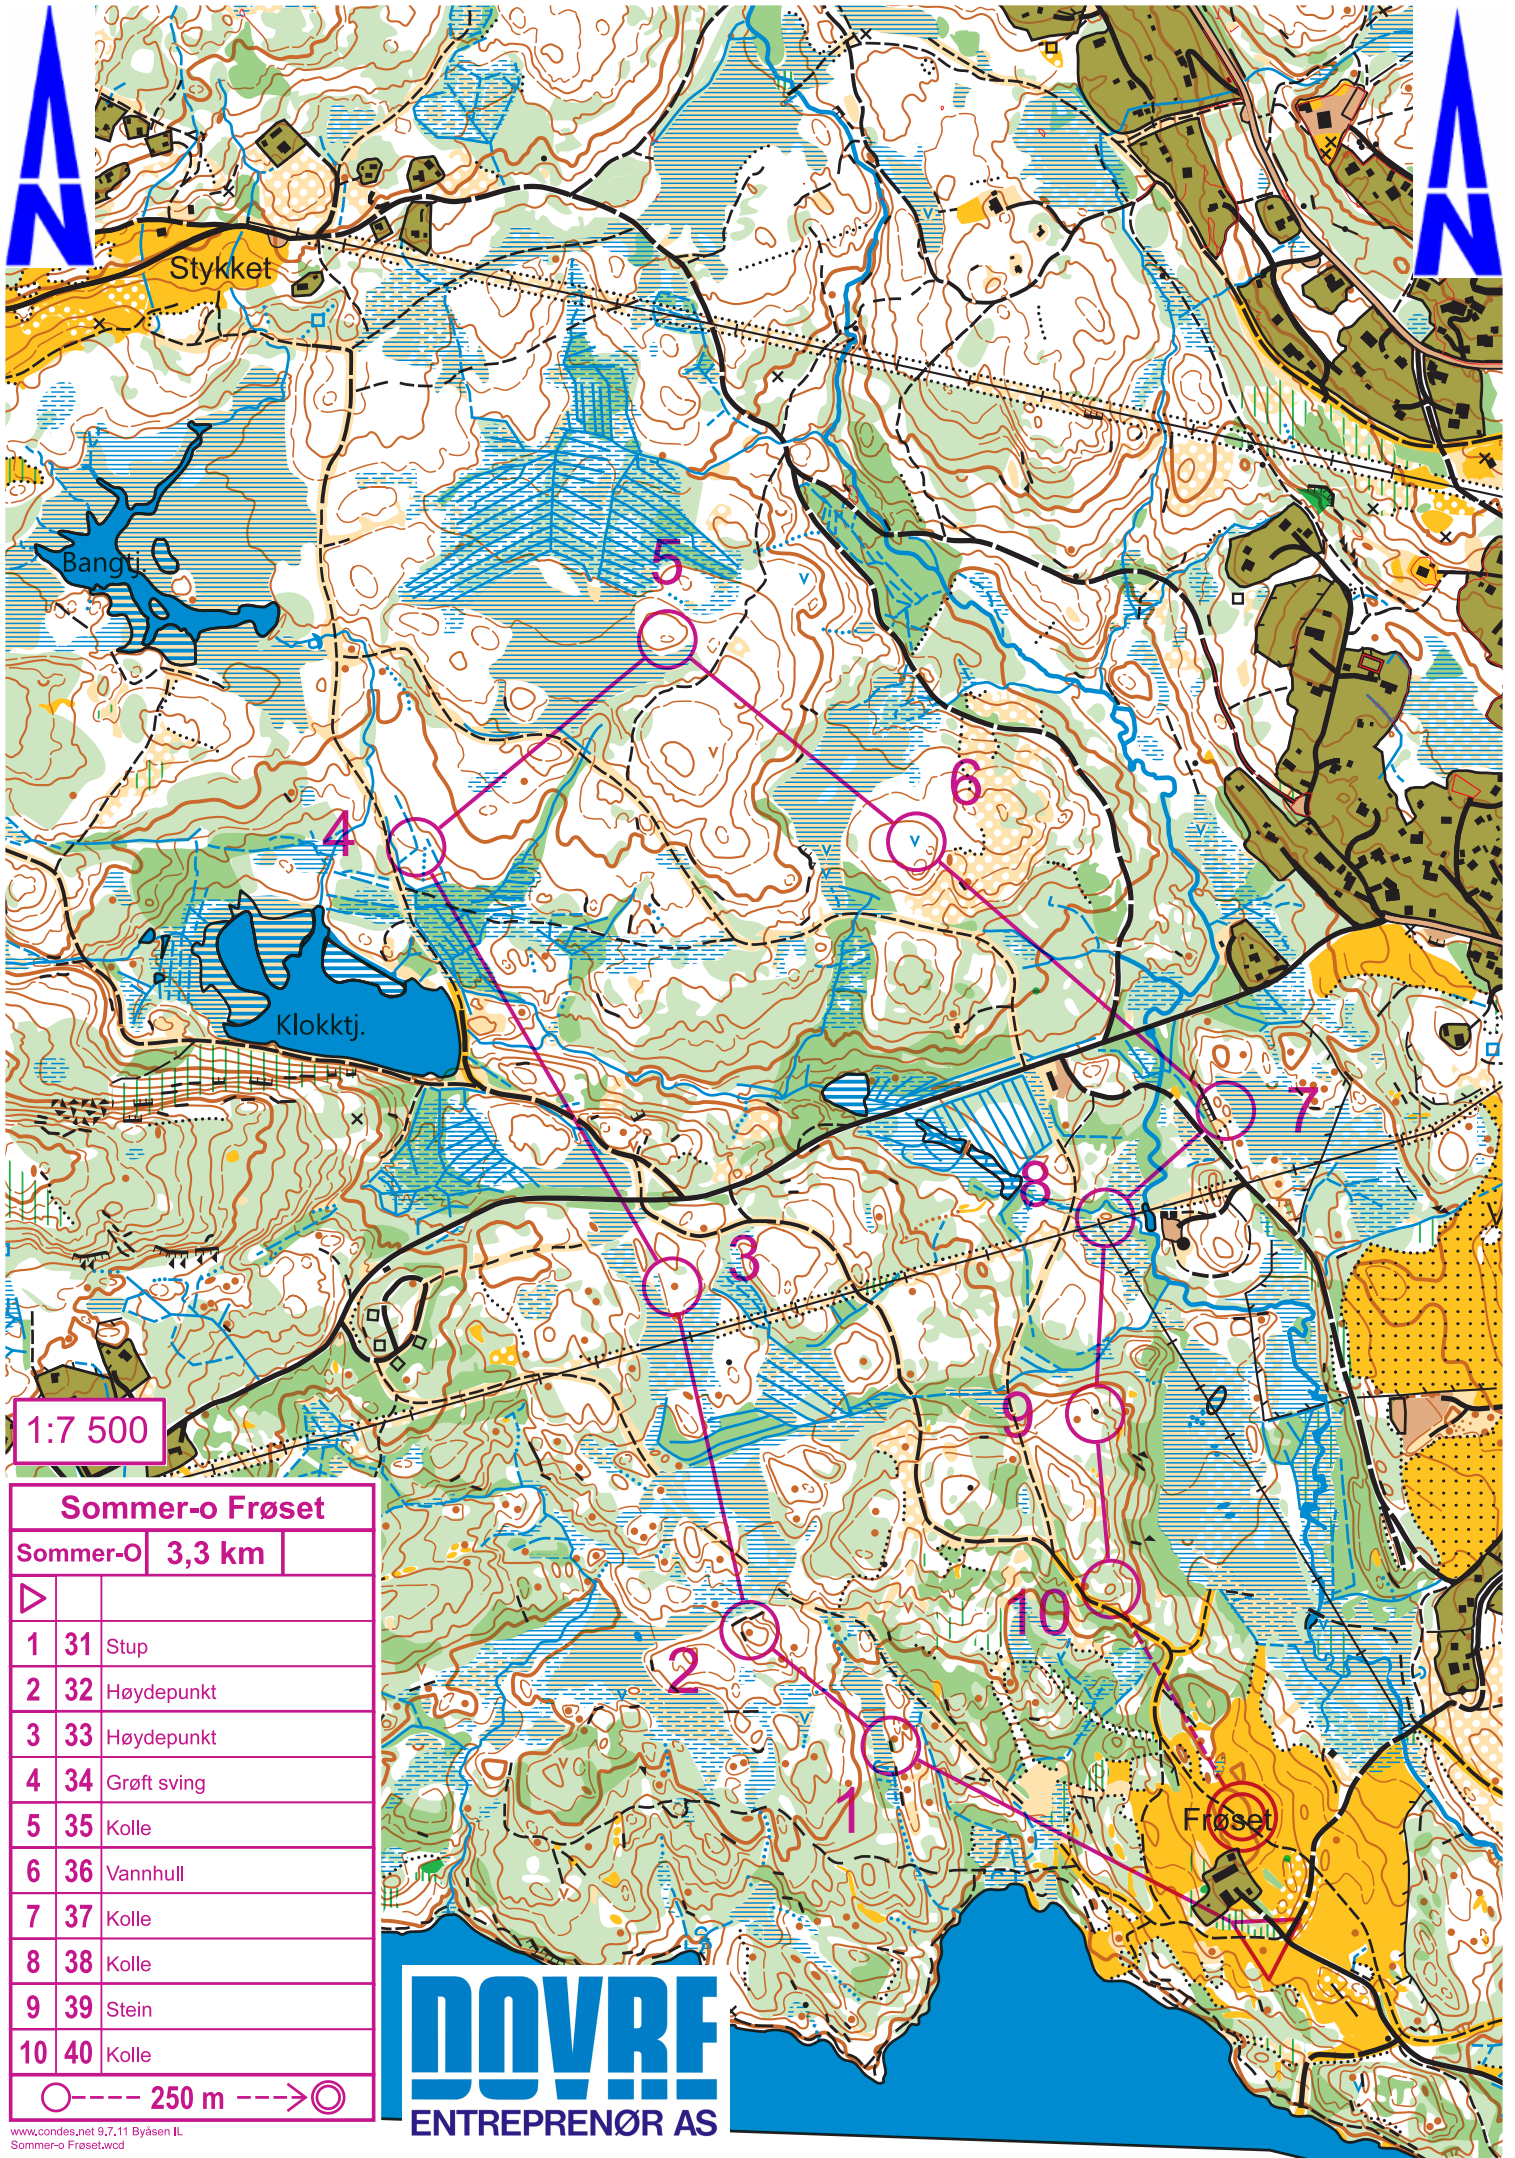 N
N
Stykket
Bangtj.
5
6
4
Klokktj.
7
8
3
9
1:7 500
Sommer-o Frøset
Sommer-O 3,3 km
1 31 Stup
2 32 Høydepunkt
3 33 Høydepunkt
4 34 Grøft sving
5 35 Kolle
6 36 Vannhull
7 37 Kolle
8 38 Kolle
9 39 Stein
10 40 Kolle
250 m
www.condes.net 9.7.11 Byåsen IL
Sommer-o Frøset.wcd
10
2
1
Frøset
DOVRE
ENTREPRENØR AS